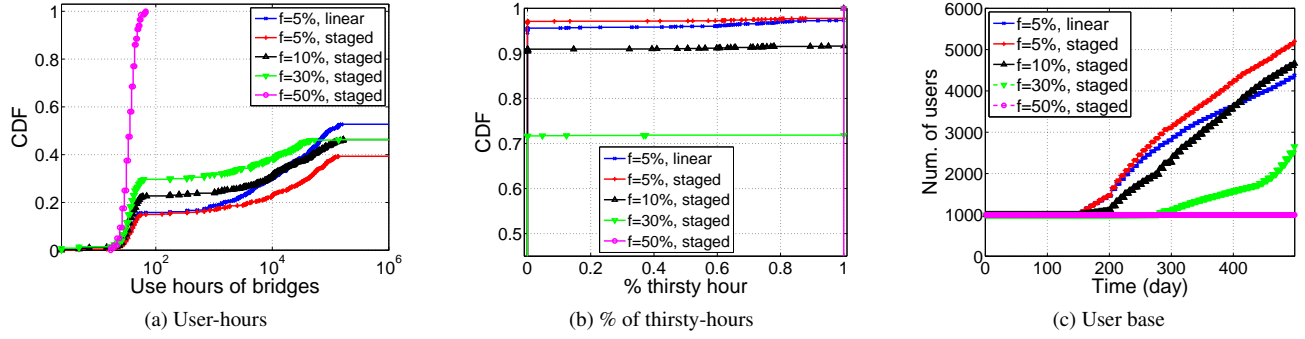 1
0.8
0.6
0.4
0.2
0
CDF
f=5%, linear
f=5%, staged
f=10%, staged
f=30%, staged
f=50%, staged
10^2
10^4
10^6
Use hours of bridges
(a) User-hours
1
0.9
0.8
0.7
0.6
0.5
CDF
f=5%, linear
f=5%, staged
f=10%, staged
f=30%, staged
f=50%, staged
0
0.2
0.4
0.6
0.8
1
% thirsty hour
(b) % of thirsty-hours
6000
5000
4000
3000
2000
1000
0
Num. of users
f=5%, linear
f=5%, staged
f=10%, staged
f=30%, staged
f=50%, staged
0
100
200
300
400
Time (day)
(c) User base